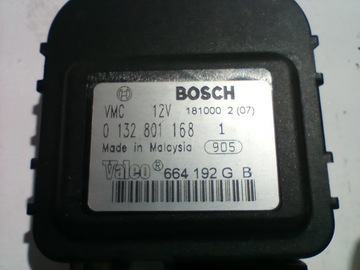 BOSCH
VMC 12V 181000 2 (07)
0 132 801 168 1
Made in Malaysia 905
Valeo® 664 192 G B